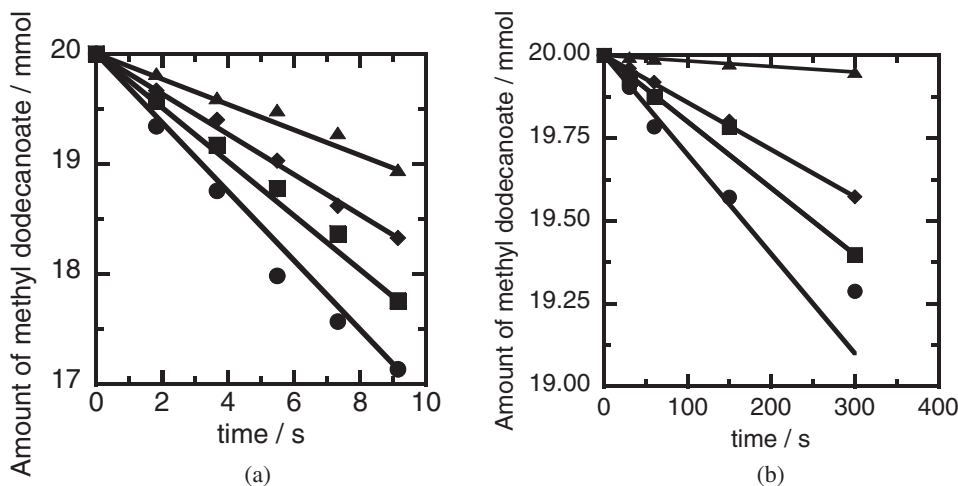 Amount of methyl dodecanoate / mmol
20
19
18
17
0 2 4 6 8 10
time / s
(a)
Amount of methyl dodecanoate / mmol
20.00
19.75
19.50
19.25
19.00
0 100 200 300 400
time / s
(b)